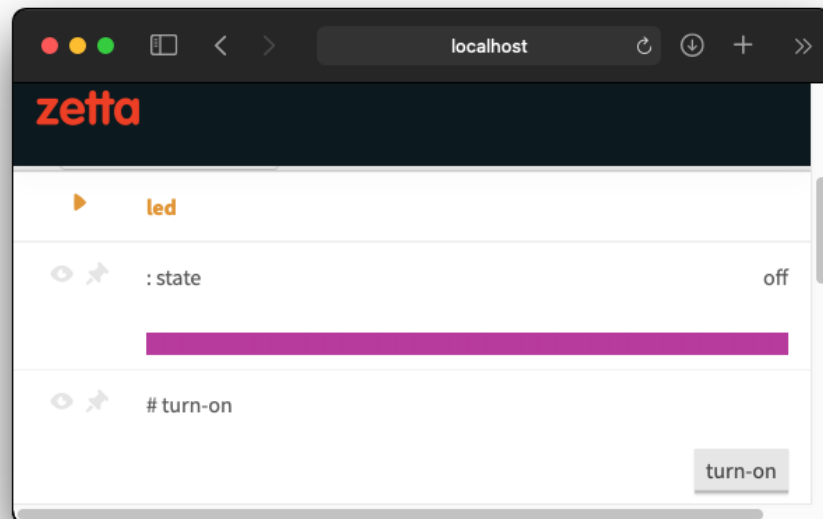 localhost
zetta
led
: state off
# turn-on
turn-on